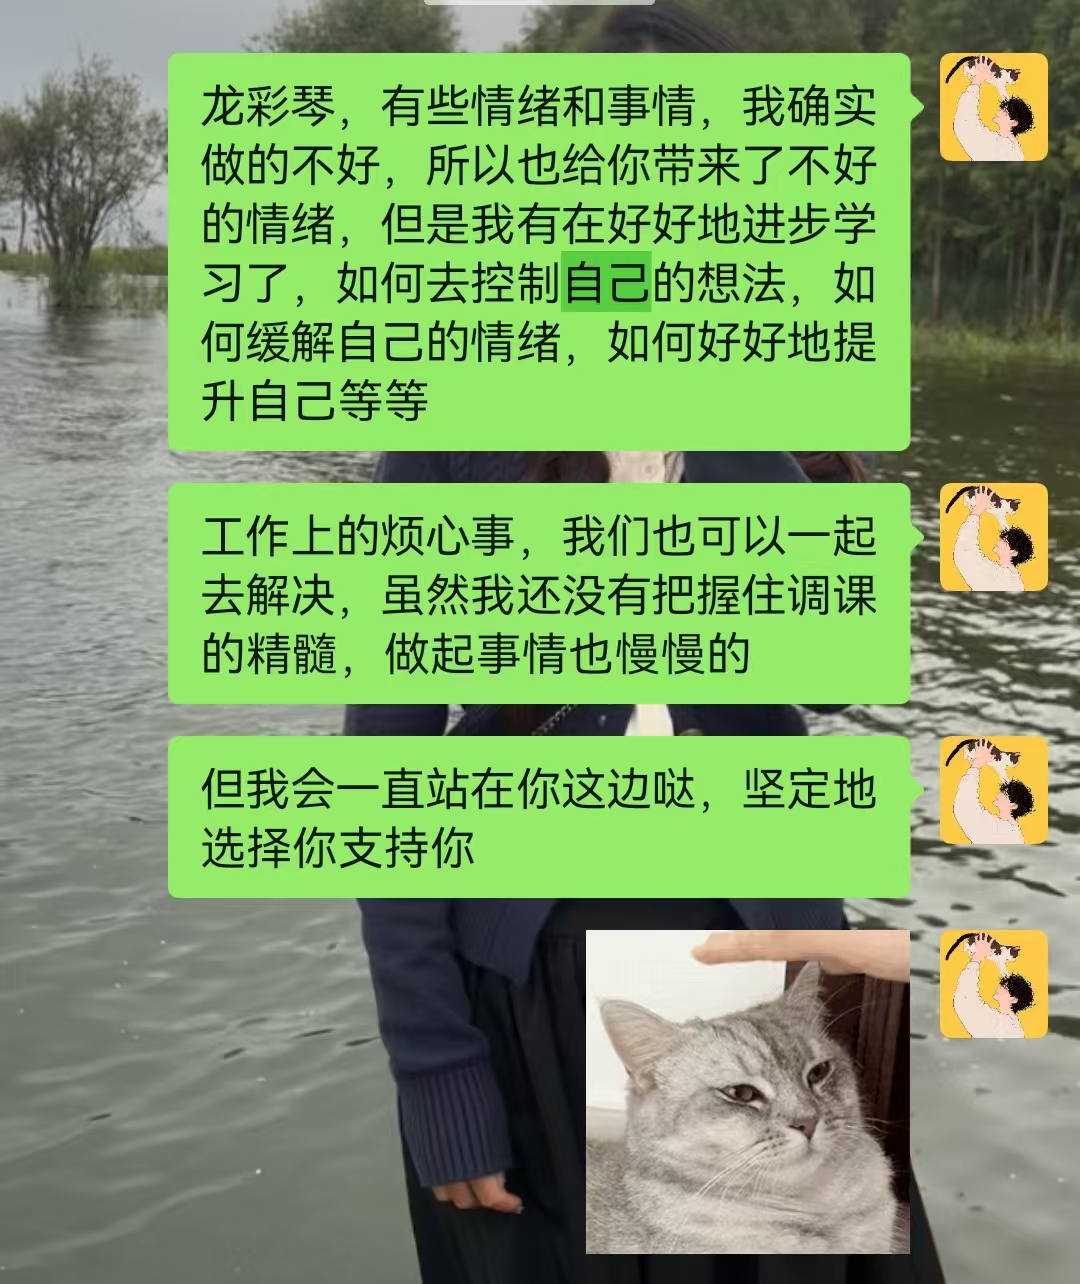 龙彩琴，有些情绪和事情，我确实
做的不好，所以也给你带来了不好
的情绪，但是我有在好好地进步学
习了，如何去控制自己的想法，如
何缓解自己的情绪，如何好好地提
升自己等等
工作上的烦心事，我们也可以一起
去解决，虽然我还没有把握住调课
的精髓，做起事情也慢慢的
但我会一直站在你这边哒，坚定地
选择你支持你